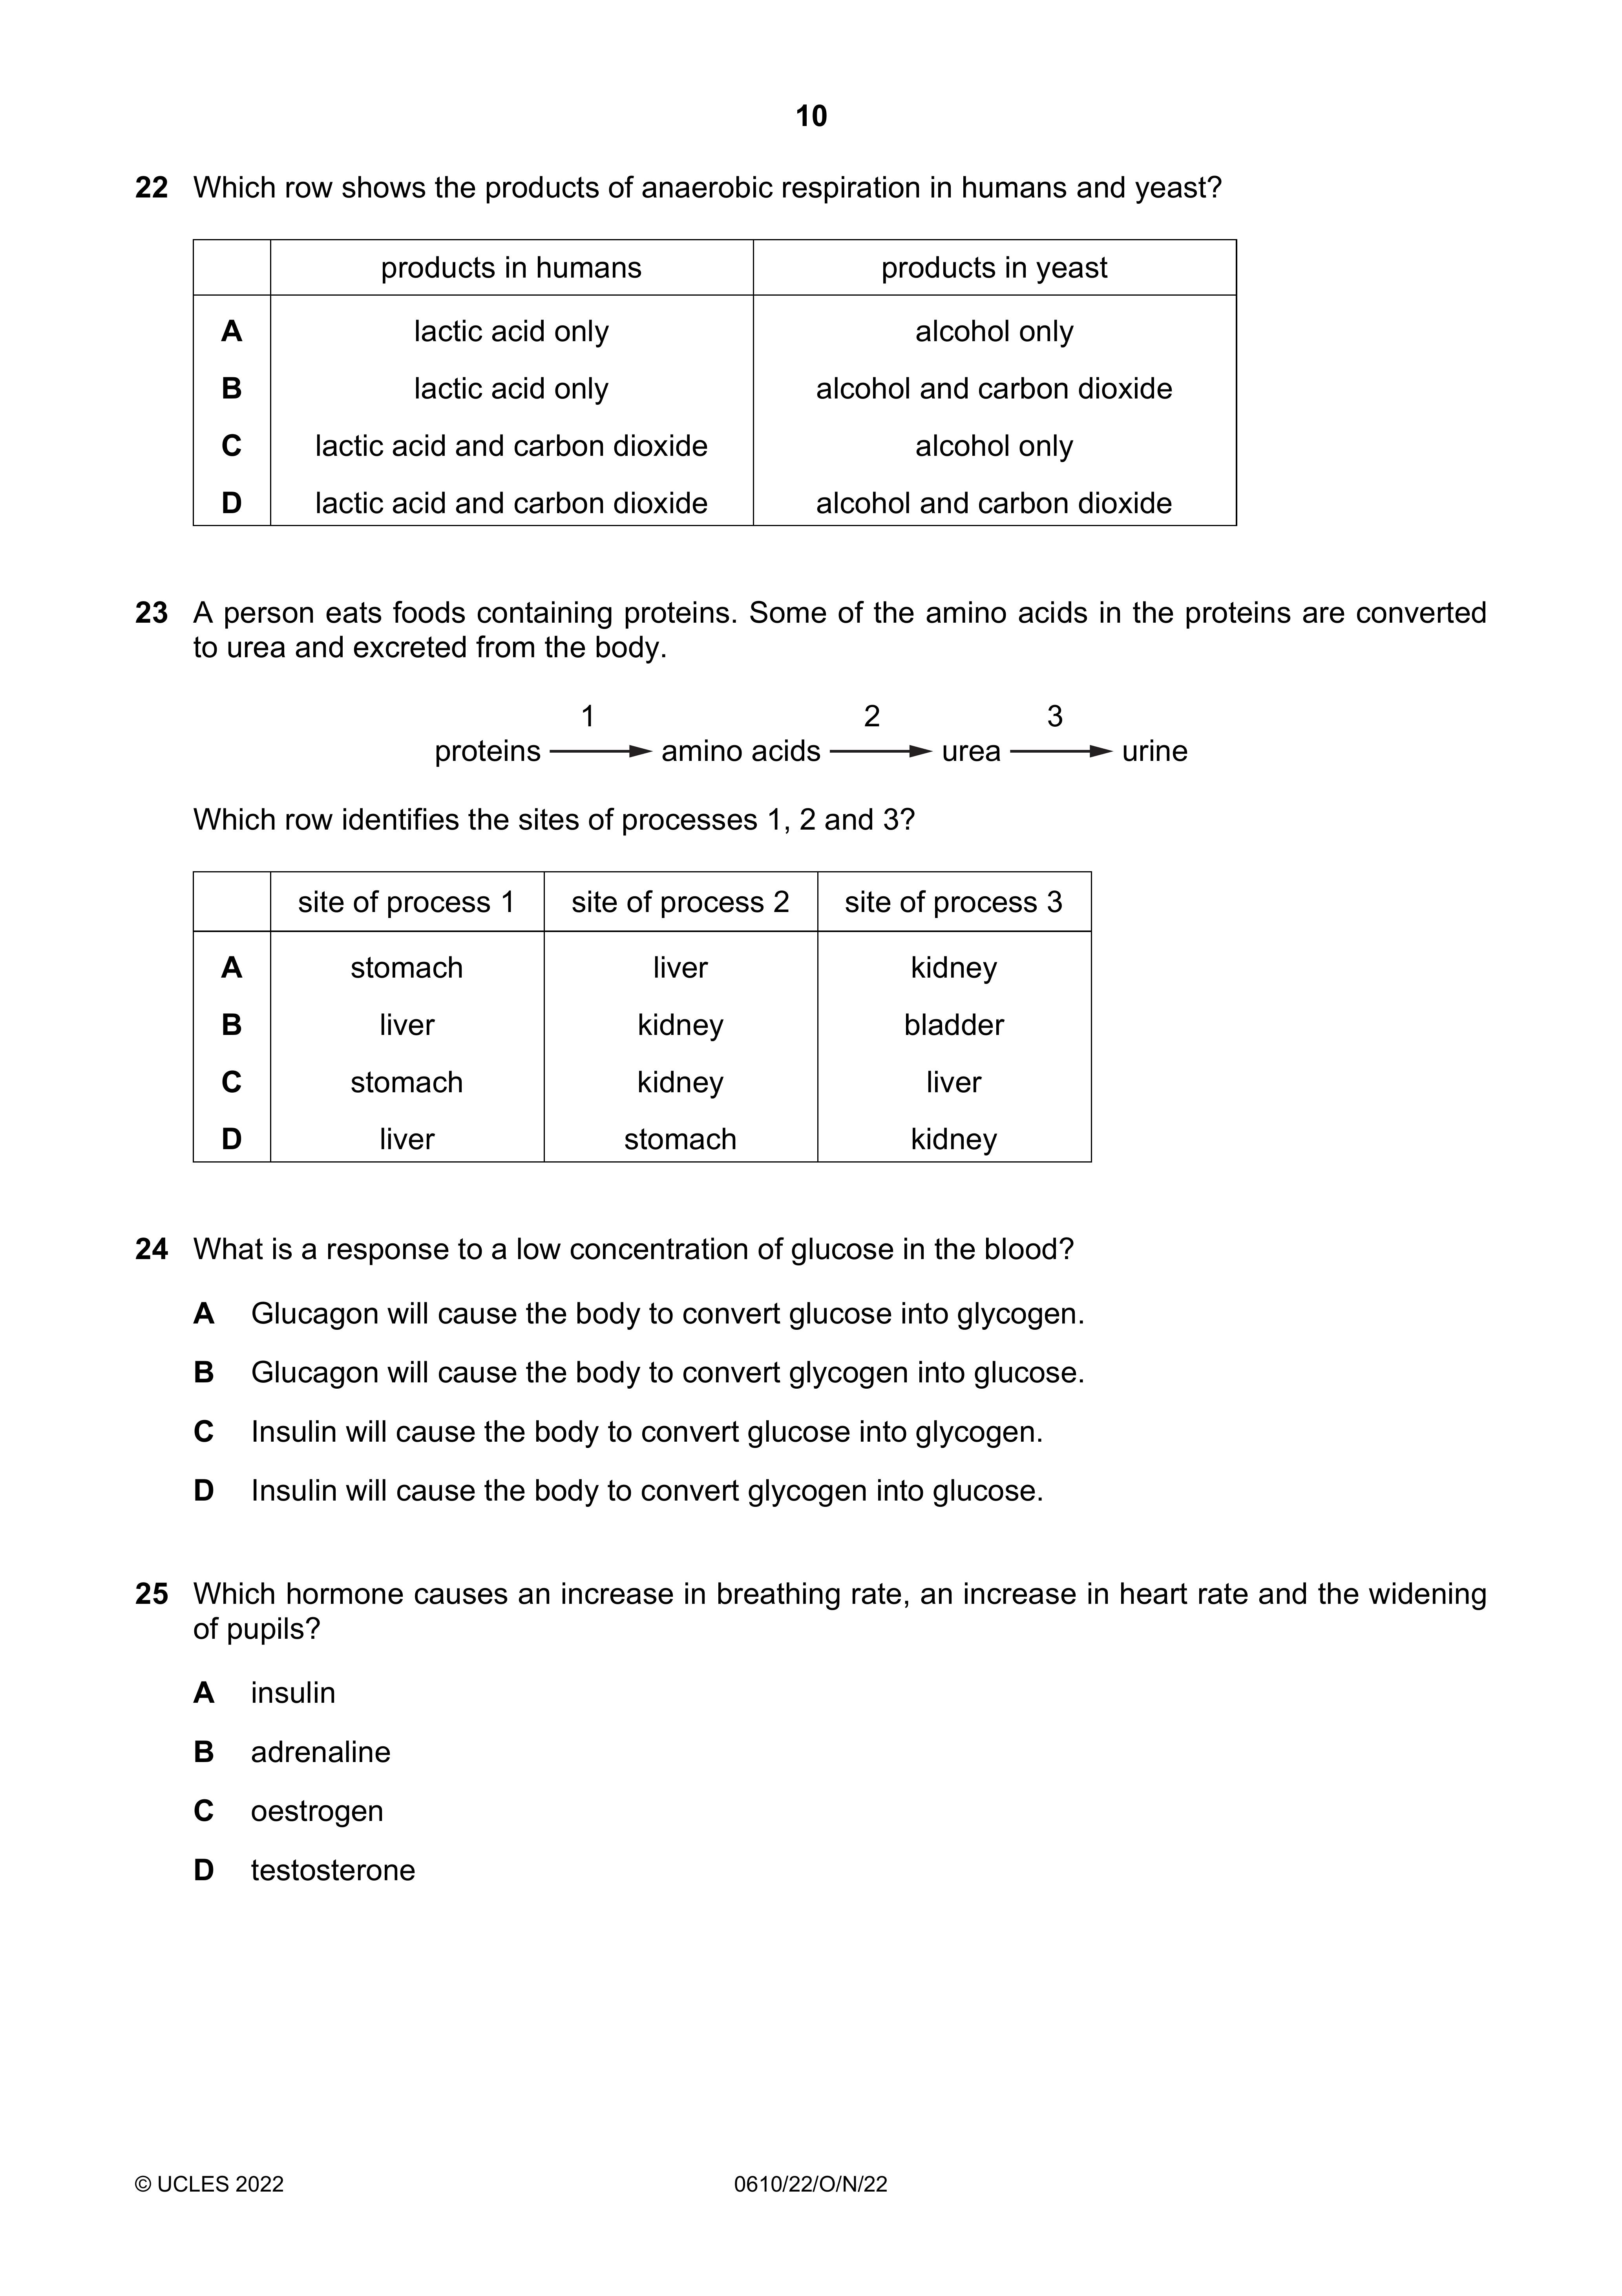 10
22 Which row shows the products of anaerobic respiration in humans and yeast?
products in humans products in yeast
A lactic acid only alcohol only
B lactic acid only alcohol and carbon dioxide
C lactic acid and carbon dioxide alcohol only
D lactic acid and carbon dioxide alcohol and carbon dioxide
23 A person eats foods containing proteins. Some of the amino acids in the proteins are converted
to urea and excreted from the body.
1 2 3
proteins amino acids urea urine
Which row identifies the sites of processes 1, 2 and 3?
site of process 1 site of process 2 site of process 3
A stomach liver kidney
B liver kidney bladder
C stomach kidney liver
D liver stomach kidney
24 What is a response to a low concentration of glucose in the blood?
A Glucagon will cause the body to convert glucose into glycogen.
B Glucagon will cause the body to convert glycogen into glucose.
C Insulin will cause the body to convert glucose into glycogen.
D Insulin will cause the body to convert glycogen into glucose.
25 Which hormone causes an increase in breathing rate, an increase in heart rate and the widening
of pupils?
A insulin
B adrenaline
C oestrogen
D testosterone
© UCLES 2022 0610/22/O/N/22